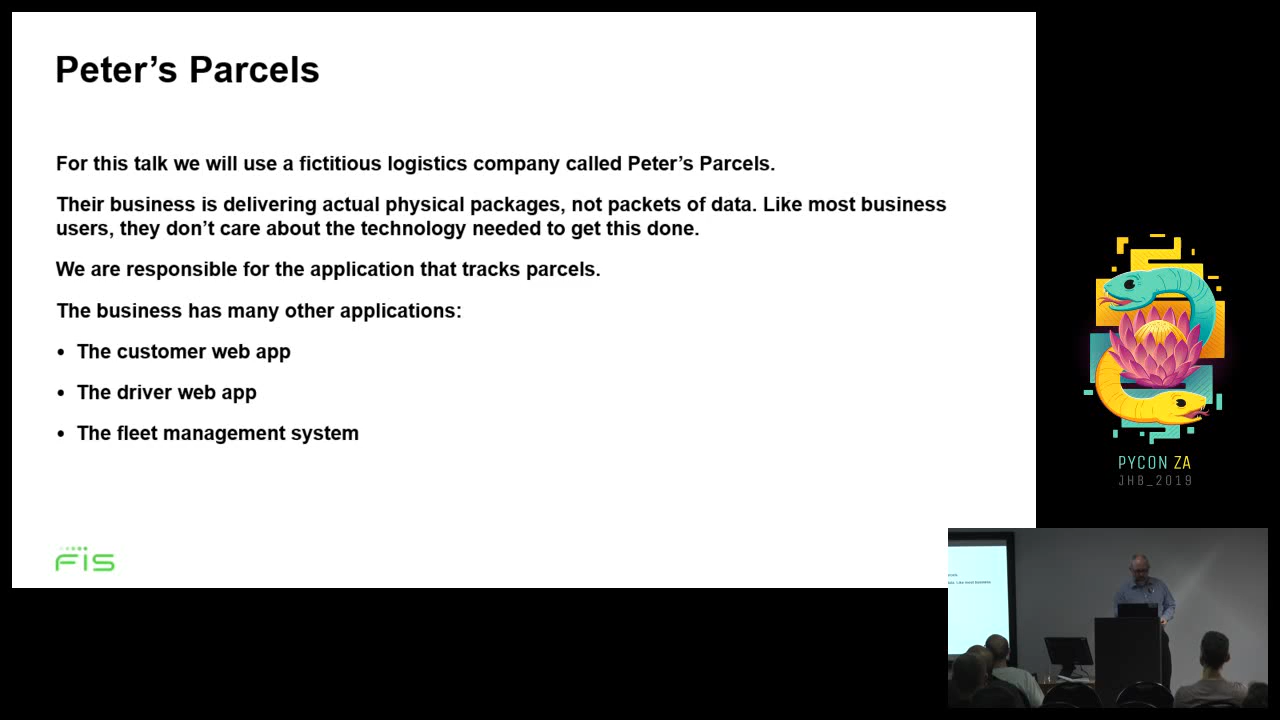 Peter’s Parcels
For this talk we will use a fictitious logistics company called Peter’s Parcels.
Their business is delivering actual physical packages, not packets of data. Like most business
users, they don’t care about the technology needed to get this done.
We are responsible for the application that tracks parcels.
The business has many other applications:
• The customer web app
• The driver web app
• The fleet management system
FIS
PYCON ZA
JHB_2019